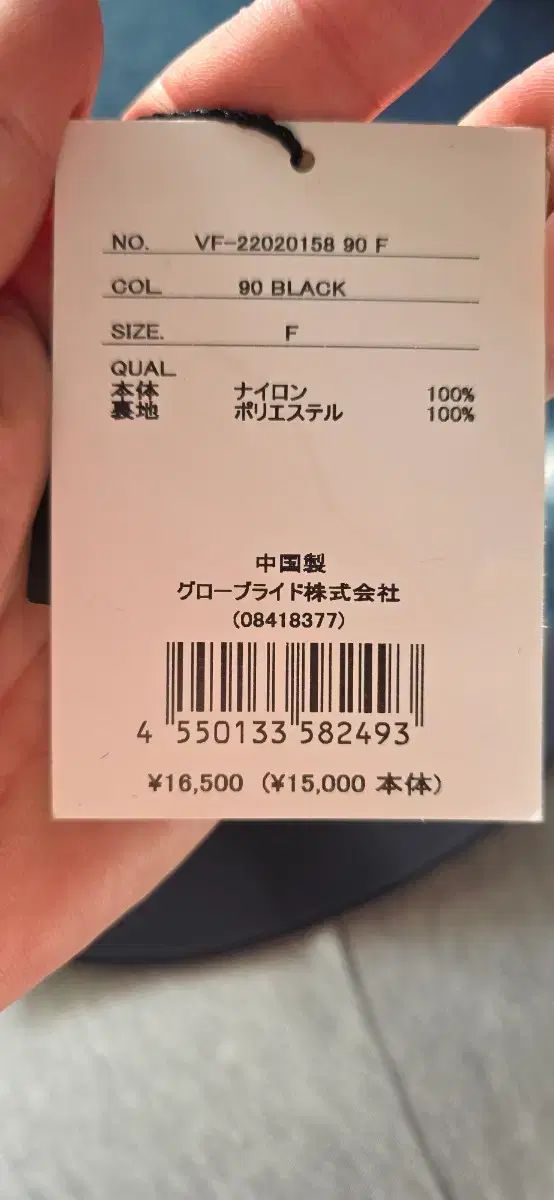 NO. VF-22020158 90 F
COL. 90 BLACK
SIZE. F
QUAL.
本体 ナイロン 100%
裏地 ポリエステル 100%
中国製
グローブライド株式会社
(08418377)
4 550133 582493
¥16,500 (¥15,000 本体)